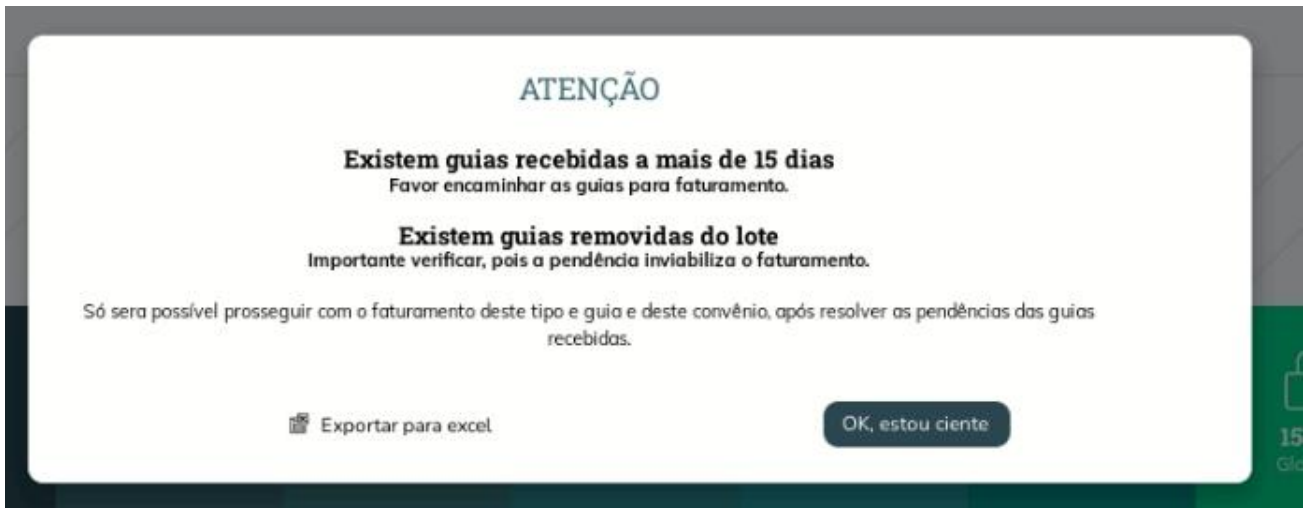 ATENÇÃO
Existem guias recebidas a mais de 15 dias
Favor encaminhar as guias para faturamento.
Existem guias removidas do lote
Importante verificar, pois a pendência inviabiliza o faturamento.
Só sera possível prosseguir com o faturamento deste tipo e guia e deste convênio, após resolver as pendências das guias
recebidas.
Exportar para excel
OK, estou ciente